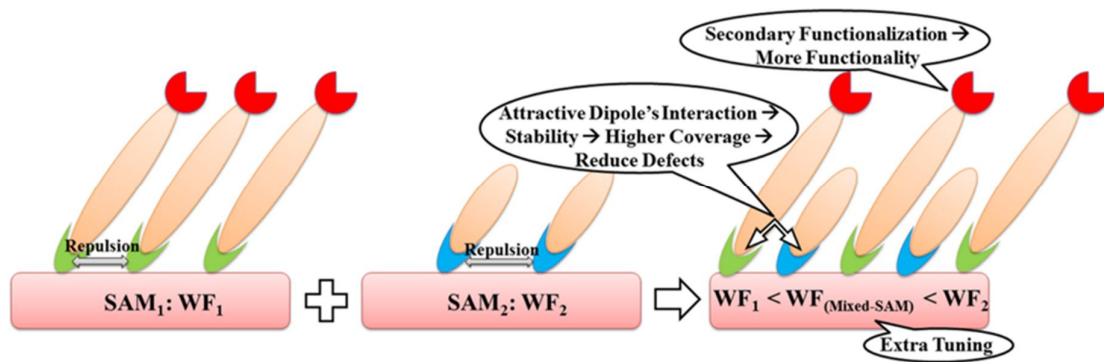 Secondary Functionalization →
More Functionality
Attractive Dipole's Interaction →
Stability → Higher Coverage →
Reduce Defects
Repulsion
Repulsion
SAM₁: WF₁
SAM₂: WF₂
WF₁ < WF₍Mixed-SAM₎ < WF₂
Extra Tuning